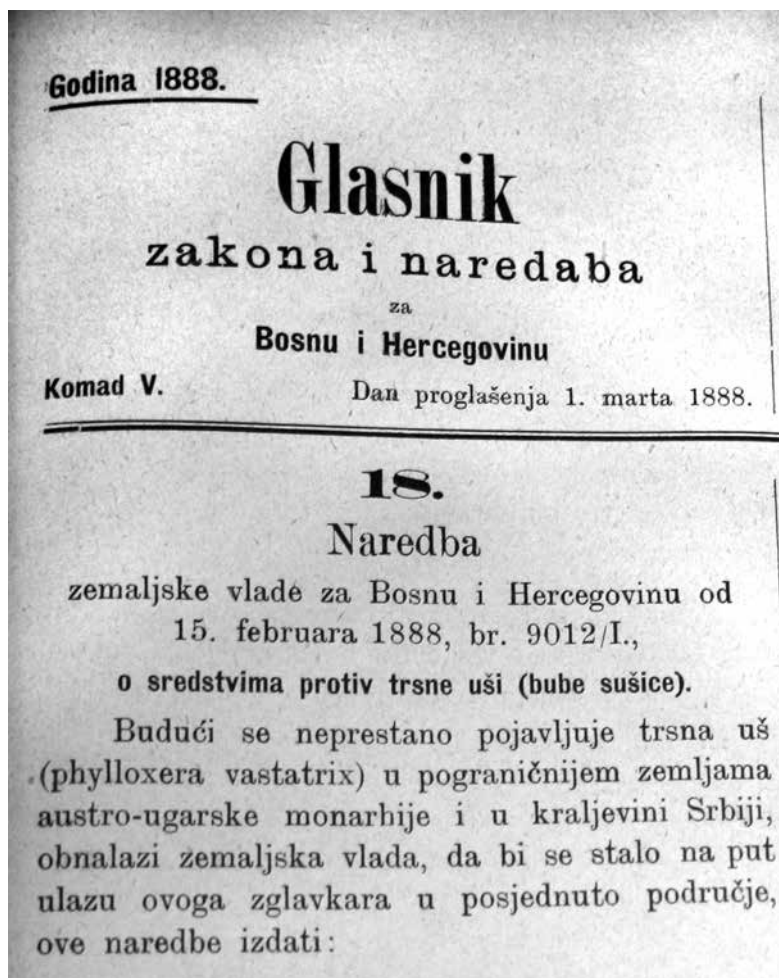 Godina 1888.
Glasnik
zakona i naredaba
za
Bosnu i Hercegovinu
Komad V. Dan proglašenja 1. marta 1888.
18.
Naredba
zemaljske vlade za Bosnu i Hercegovinu od
15. februara 1888, br. 9012/I.,
o sredstvima protiv trsne uši (bube sušice).
Budući se neprestano pojavljuje trsna uš
(phylloxera vastatrix) u pograničnijem zemljama
austro-ugarske monarhije i u kraljevini Srbiji,
obnalazi zemaljska vlada, da bi se stalo na put
ulazu ovoga zglavkara u posjednuto područje,
ove naredbe izdati: